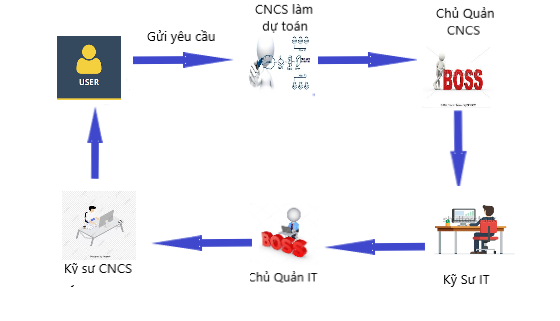 CNCS làm
dự toán
Chủ Quản
CNCS
Gửi yêu cầu
USER
BOSS
Kỹ sư CNCS
BOSS
Chủ Quản IT
Kỹ Sư IT